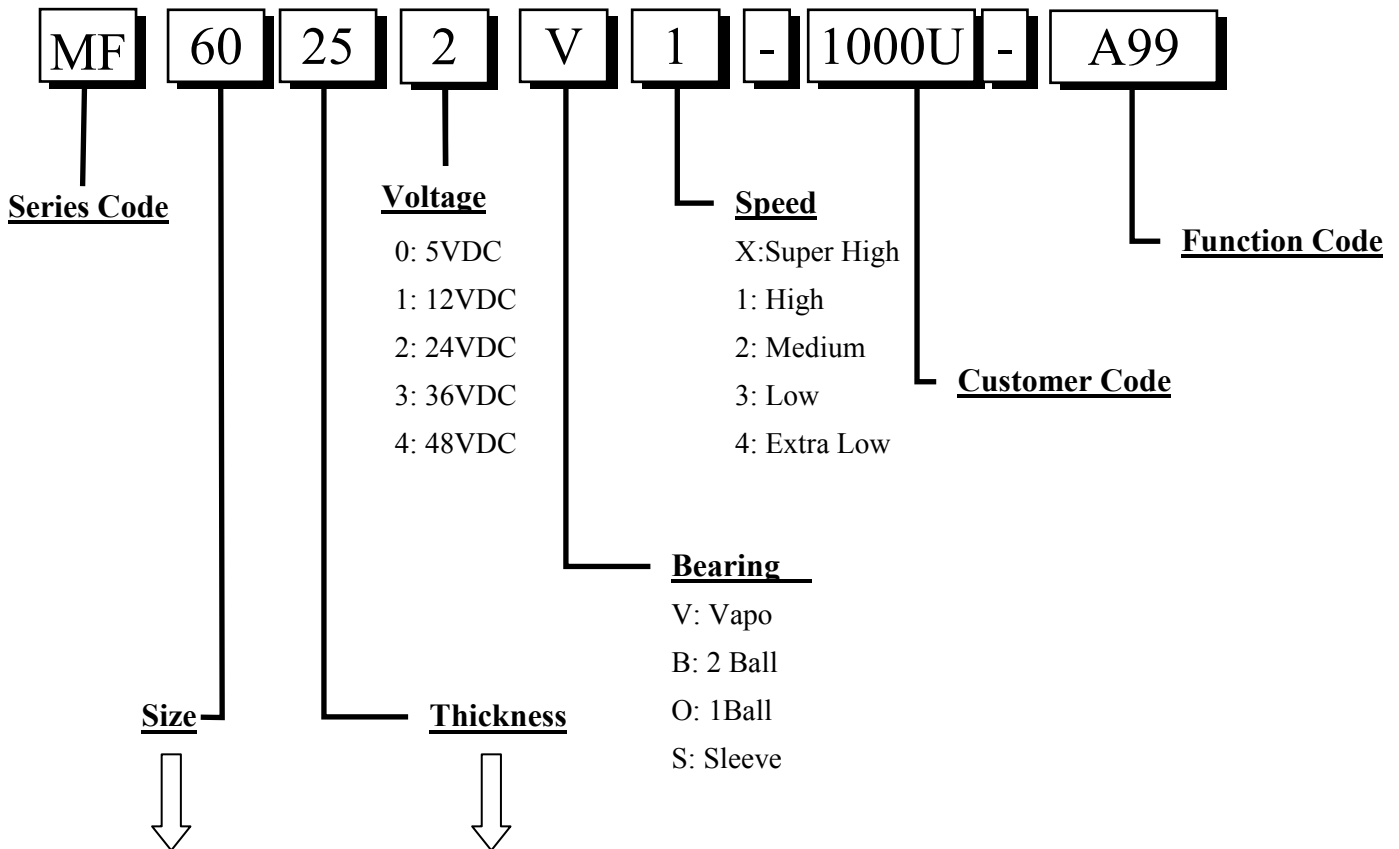 MF 60 25 2 V 1 - 1000U - A99
Series Code
Voltage
0: 5VDC
1: 12VDC
2: 24VDC
3: 36VDC
4: 48VDC
Speed
X:Super High
1: High
2: Medium
3: Low
4: Extra Low
Function Code
Customer Code
Bearing
V: Vapo
B: 2 Ball
O: 1Ball
S: Sleeve
Size
Thickness